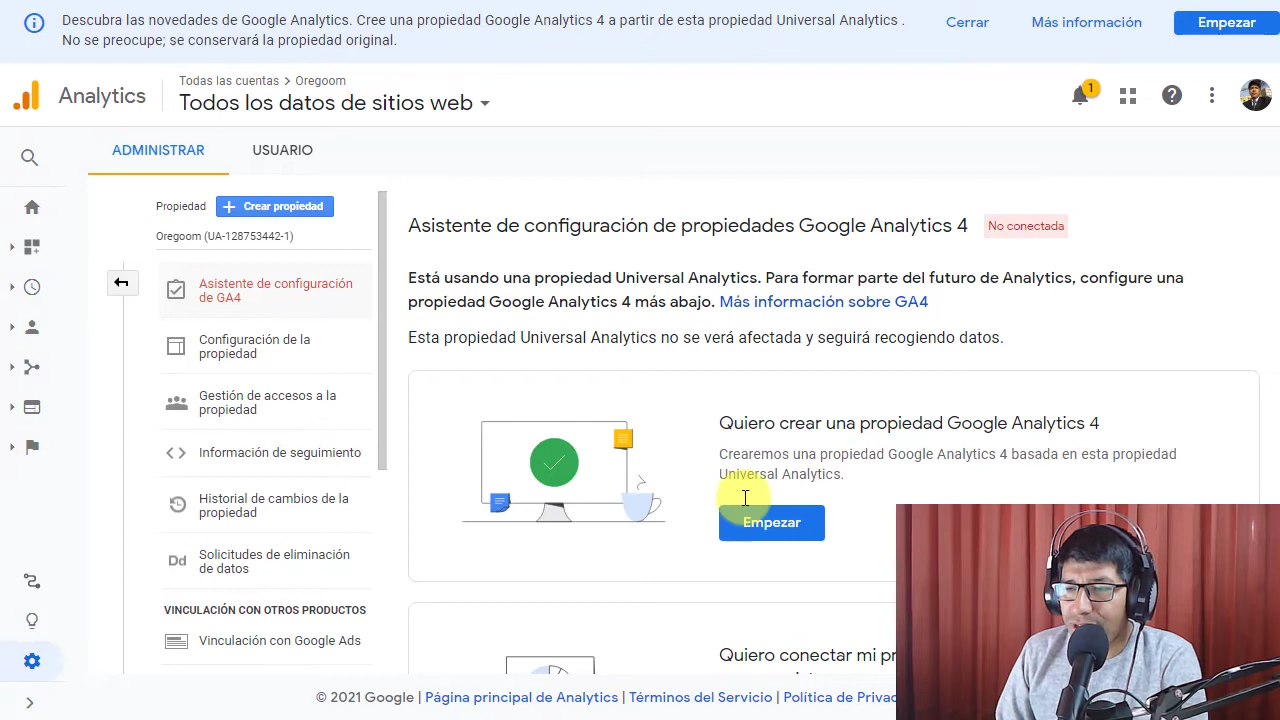 Descubra las novedades de Google Analytics. Cree una propiedad Google Analytics 4 a partir de esta propiedad Universal Analytics .
No se preocupe; se conservará la propiedad original.
Cerrar
Más información
Empezar
Analytics
Todas las cuentas > Oregoom
Todos los datos de sitios web
1
ADMINISTRAR
USUARIO
Propiedad
+ Crear propiedad
Oregoom (UA-128753442-1)
Asistente de configuración
de GA4
Configuración de la
propiedad
Gestión de accesos a la
propiedad
Información de seguimiento
Historial de cambios de la
propiedad
Dd
Solicitudes de eliminación
de datos
VINCULACIÓN CON OTROS PRODUCTOS
Vinculación con Google Ads
Asistente de configuración de propiedades Google Analytics 4
No conectada
Está usando una propiedad Universal Analytics. Para formar parte del futuro de Analytics, configure una
propiedad Google Analytics 4 más abajo. Más información sobre GA4
Esta propiedad Universal Analytics no se verá afectada y seguirá recogiendo datos.
Quiero crear una propiedad Google Analytics 4
Crearemos una propiedad Google Analytics 4 basada en esta propiedad
Universal Analytics.
Empezar
Quiero conectar mi pr
© 2021 Google | Página principal de Analytics | Términos del Servicio | Política de Privac